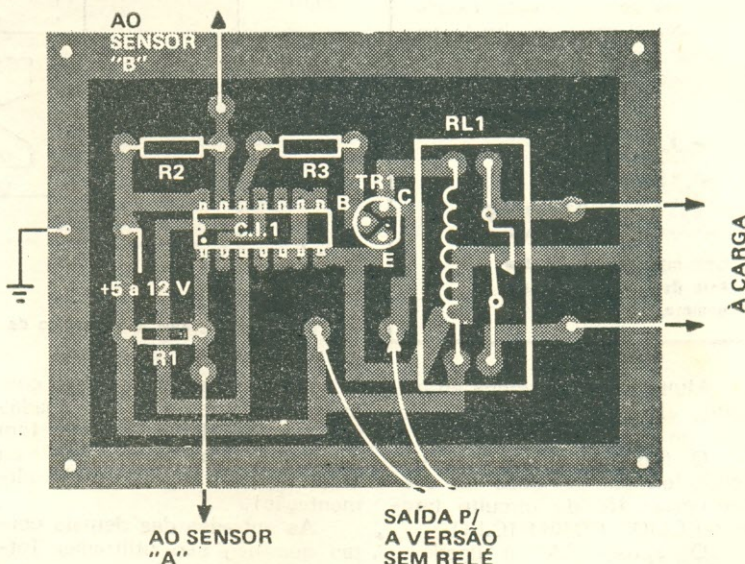 AO
SENSOR
"B"
RL1
R2
R3
TR1
B
C
C.I.1
E
+5 a 12 V
R1
À CARGA
AO SENSOR
"A"
SAÍDA P/
A VERSÃO
SEM RELÉ